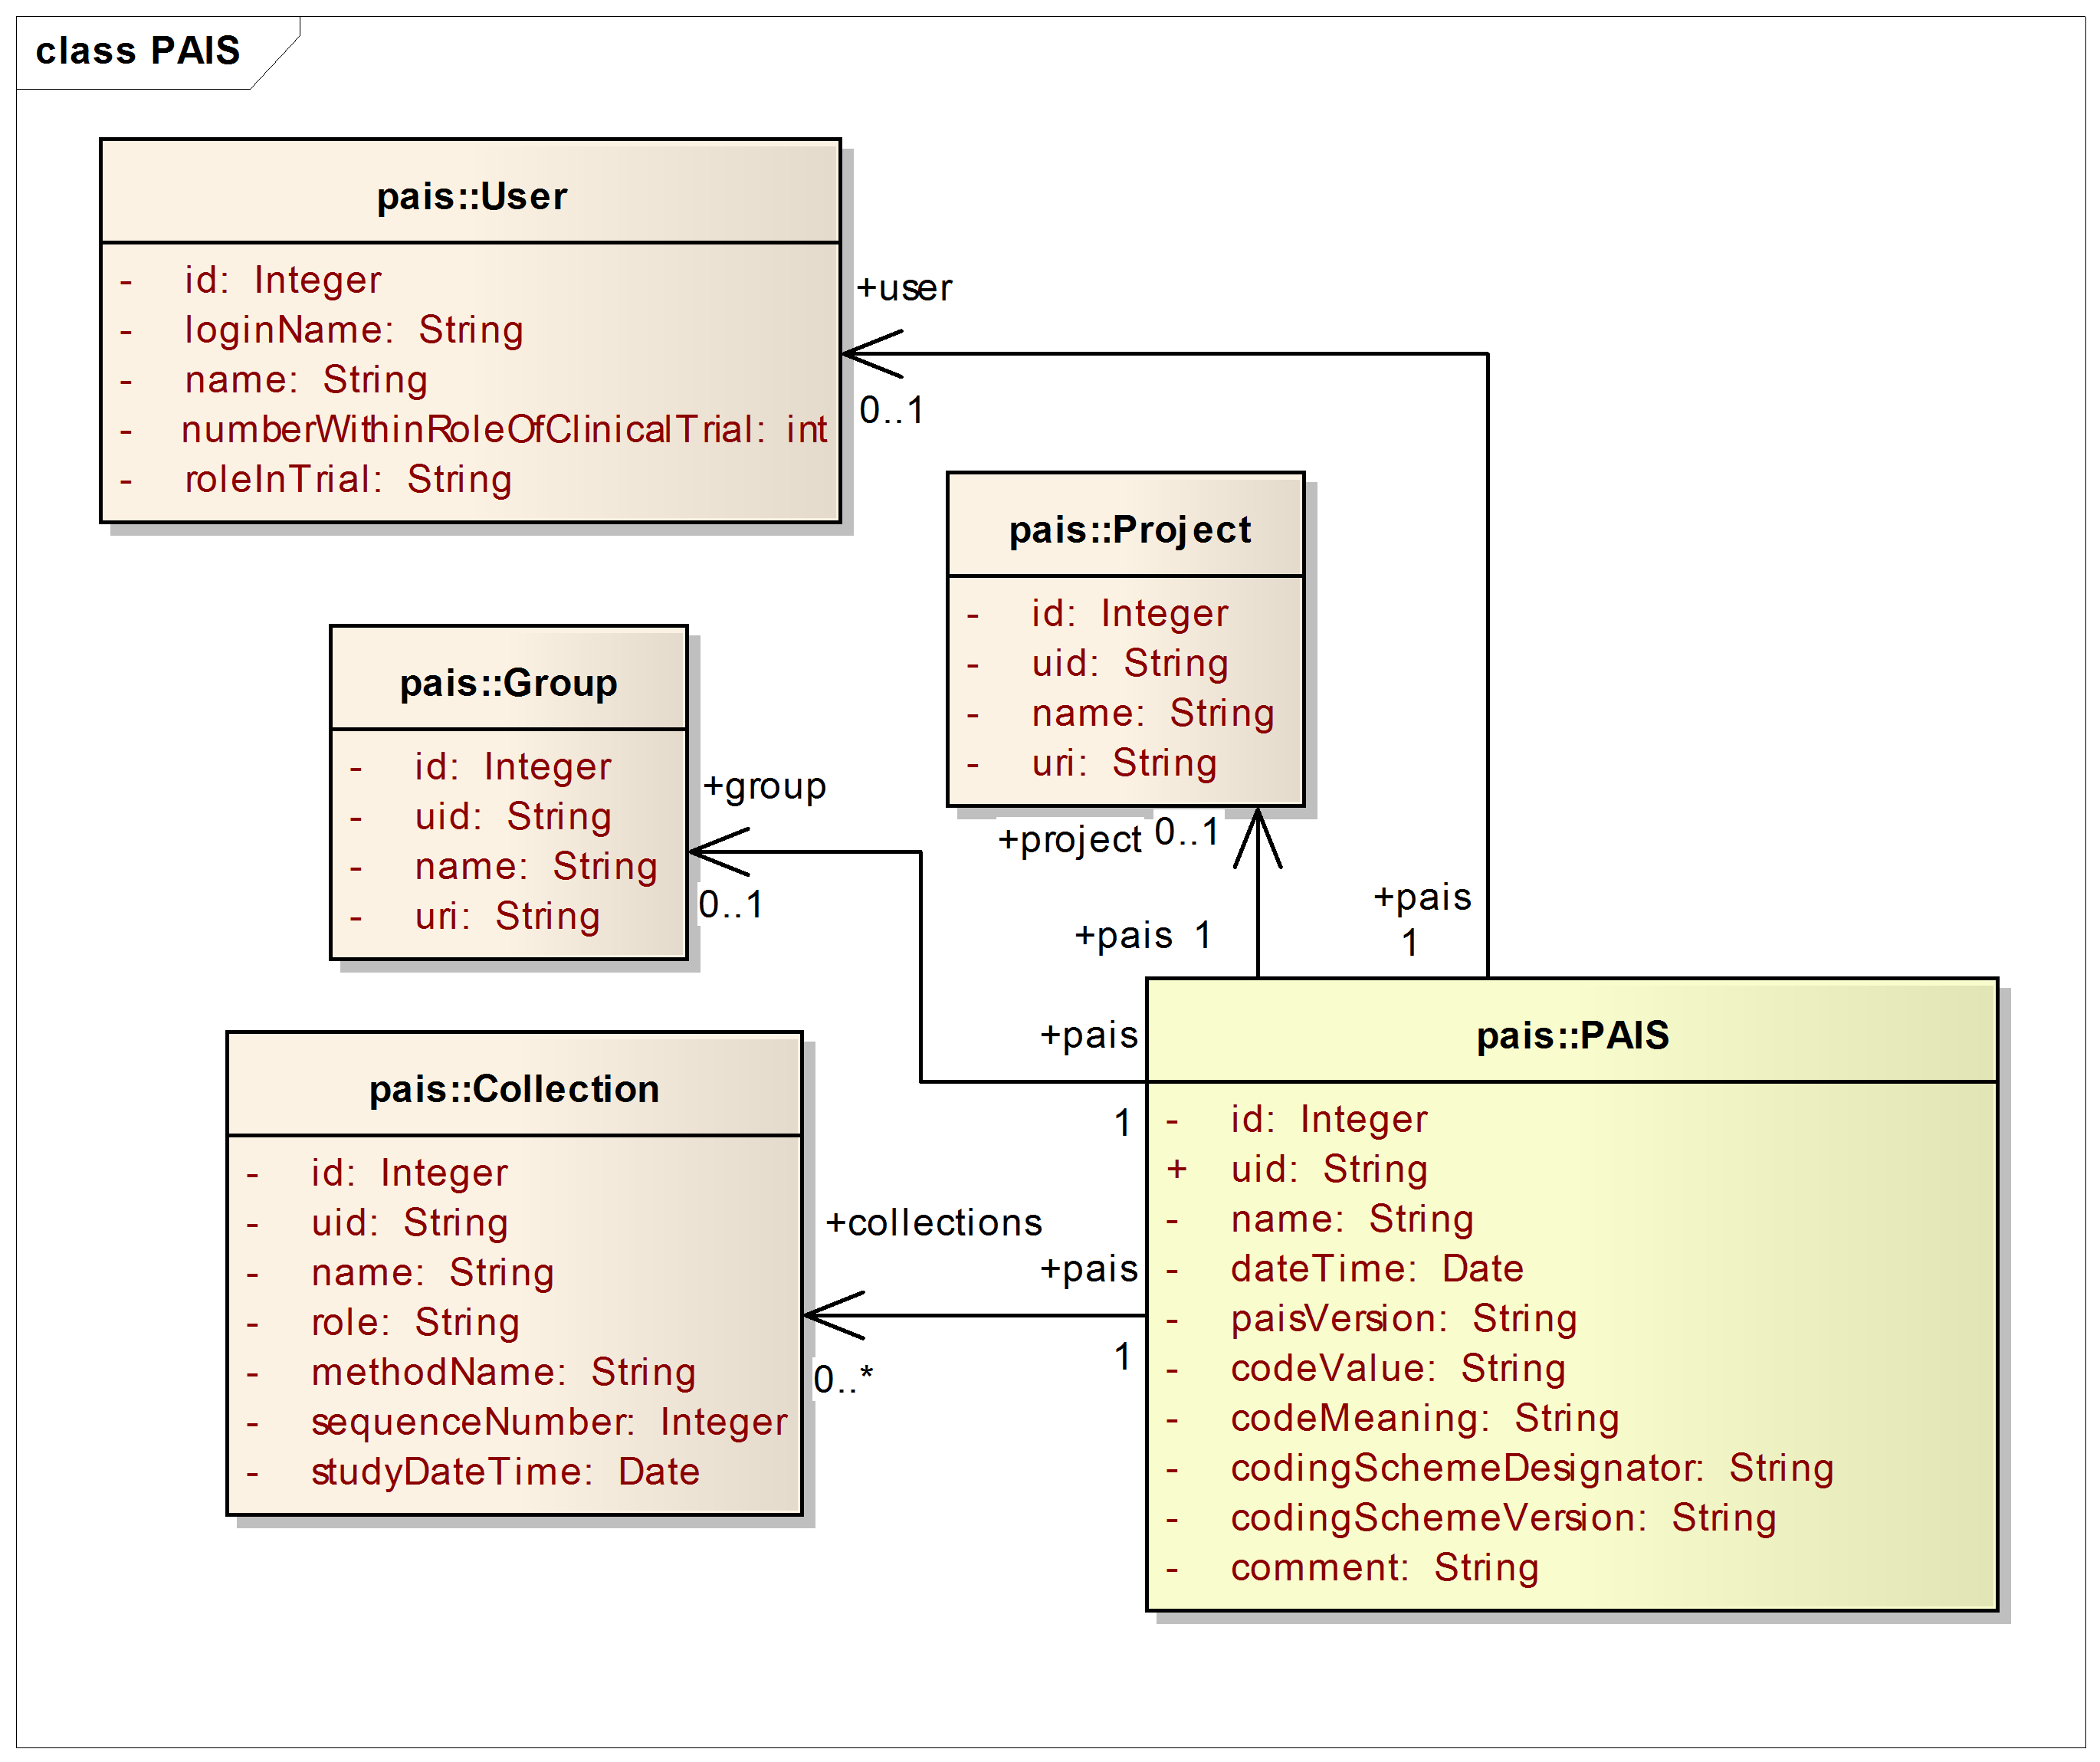 class PAIS
pais::User
- id: Integer
- loginName: String
- name: String
- numberWithinRoleOfClinicalTrial: int
- roleInTrial: String
+user
0..1
pais::Project
- id: Integer
- uid: String
- name: String
- uri: String
+project 0..1
+pais 1
+pais
1
pais::Group
- id: Integer
- uid: String
- name: String
- uri: String
+group
0..1
+pais
1
pais::Collection
- id: Integer
- uid: String
- name: String
- role: String
- methodName: String
- sequenceNumber: Integer
- studyDateTime: Date
+collections
0..*
+pais
1
pais::PAIS
- id: Integer
+ uid: String
- name: String
- dateTime: Date
- paisVersion: String
- codeValue: String
- codeMeaning: String
- codingSchemeDesignator: String
- codingSchemeVersion: String
- comment: String